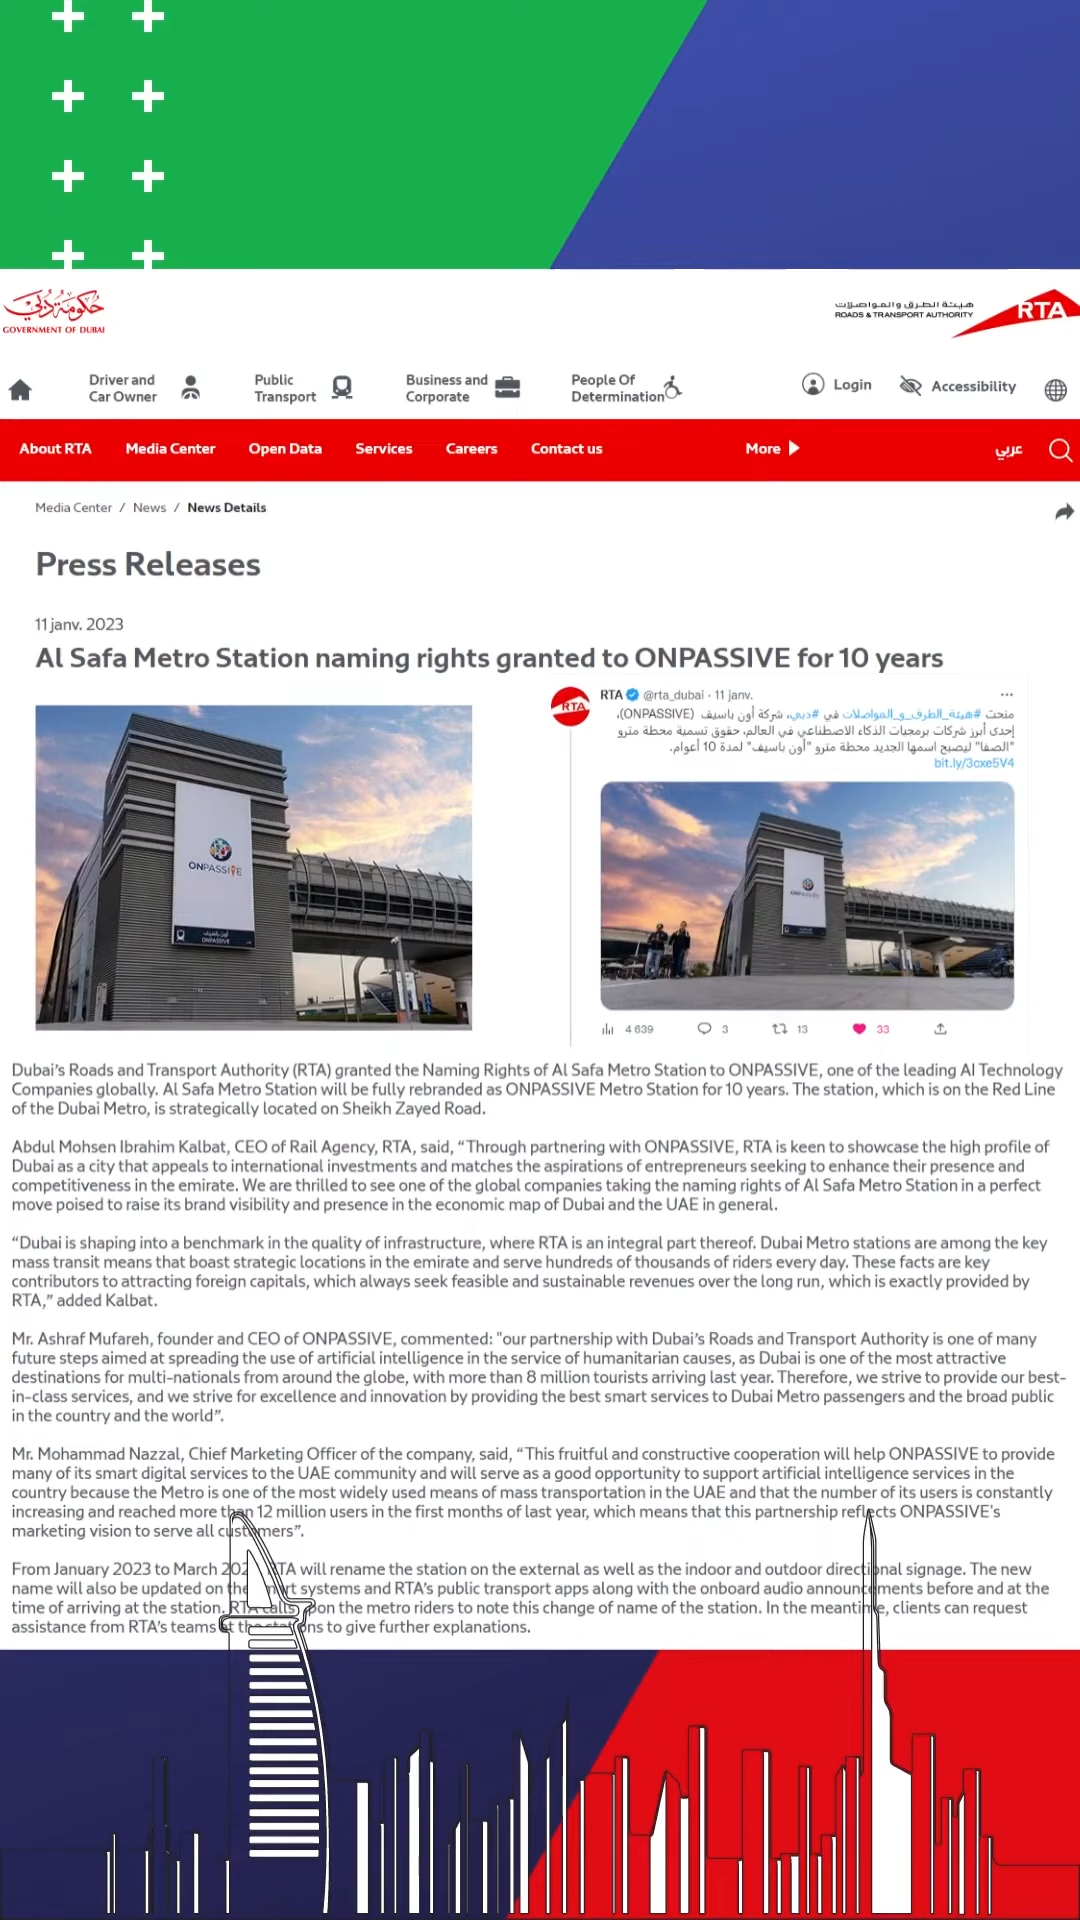 حكومة دبي
GOVERNMENT OF DUBAI
هيئة الطرق و المواصلات
ROADS & TRANSPORT AUTHORITY
RTA
Driver and
Car Owner
Public
Transport
Business and
Corporate
People Of
Determination
Login
Accessibility
About RTA
Media Center
Open Data
Services
Careers
Contact us
More
عربي
Media Center / News / News Details
Press Releases
11 janv. 2023
Al Safa Metro Station naming rights granted to ONPASSIVE for 10 years
ONPASSIVE
أون باسيف
ONPASSIVE
RTA
RTA @rta_dubai · 11 janv.
منحت #هيئة_الطرق_و_المواصلات في #دبي، شركة أون باسيف (ONPASSIVE)،
إحدى أبرز شركات برمجيات الذكاء الاصطناعي في العالم، حقوق تسمية محطة مترو
"الصفا" ليصبح اسمها الجديد محطة مترو "أون باسيف" لمدة 10 أعوام.
bit.ly/3cxe5V4
ONPASSIVE
4 639
3
13
33
Dubai’s Roads and Transport Authority (RTA) granted the Naming Rights of Al Safa Metro Station to ONPASSIVE, one of the leading AI Technology
Companies globally. Al Safa Metro Station will be fully rebranded as ONPASSIVE Metro Station for 10 years. The station, which is on the Red Line
of the Dubai Metro, is strategically located on Sheikh Zayed Road.
Abdul Mohsen Ibrahim Kalbat, CEO of Rail Agency, RTA, said, “Through partnering with ONPASSIVE, RTA is keen to showcase the high profile of
Dubai as a city that appeals to international investments and matches the aspirations of entrepreneurs seeking to enhance their presence and
competitiveness in the emirate. We are thrilled to see one of the global companies taking the naming rights of Al Safa Metro Station in a perfect
move poised to raise its brand visibility and presence in the economic map of Dubai and the UAE in general.
“Dubai is shaping into a benchmark in the quality of infrastructure, where RTA is an integral part thereof. Dubai Metro stations are among the key
mass transit means that boast strategic locations in the emirate and serve hundreds of thousands of riders every day. These facts are key
contributors to attracting foreign capitals, which always seek feasible and sustainable revenues over the long run, which is exactly provided by
RTA,” added Kalbat.
Mr. Ashraf Mufareh, founder and CEO of ONPASSIVE, commented: "our partnership with Dubai’s Roads and Transport Authority is one of many
future steps aimed at spreading the use of artificial intelligence in the service of humanitarian causes, as Dubai is one of the most attractive
destinations for multi-nationals from around the globe, with more than 8 million tourists arriving last year. Therefore, we strive to provide our best-
in-class services, and we strive for excellence and innovation by providing the best smart services to Dubai Metro passengers and the broad public
in the country and the world”.
Mr. Mohammad Nazzal, Chief Marketing Officer of the company, said, “This fruitful and constructive cooperation will help ONPASSIVE to provide
many of its smart digital services to the UAE community and will serve as a good opportunity to support artificial intelligence services in the
country because the Metro is one of the most widely used means of mass transportation in the UAE and that the number of its users is constantly
increasing and reached more than 12 million users in the first months of last year, which means that this partnership reflects ONPASSIVE's
marketing vision to serve all customers”.
From January 2023 to March 202 RTA will rename the station on the external as well as the indoor and outdoor directional signage. The new
name will also be updated on the smart systems and RTA’s public transport apps along with the onboard audio announcements before and at the
time of arriving at the station. RTA calls upon the metro riders to note this change of name of the station. In the meantime, clients can request
assistance from RTA’s teams at the stations to give further explanations.